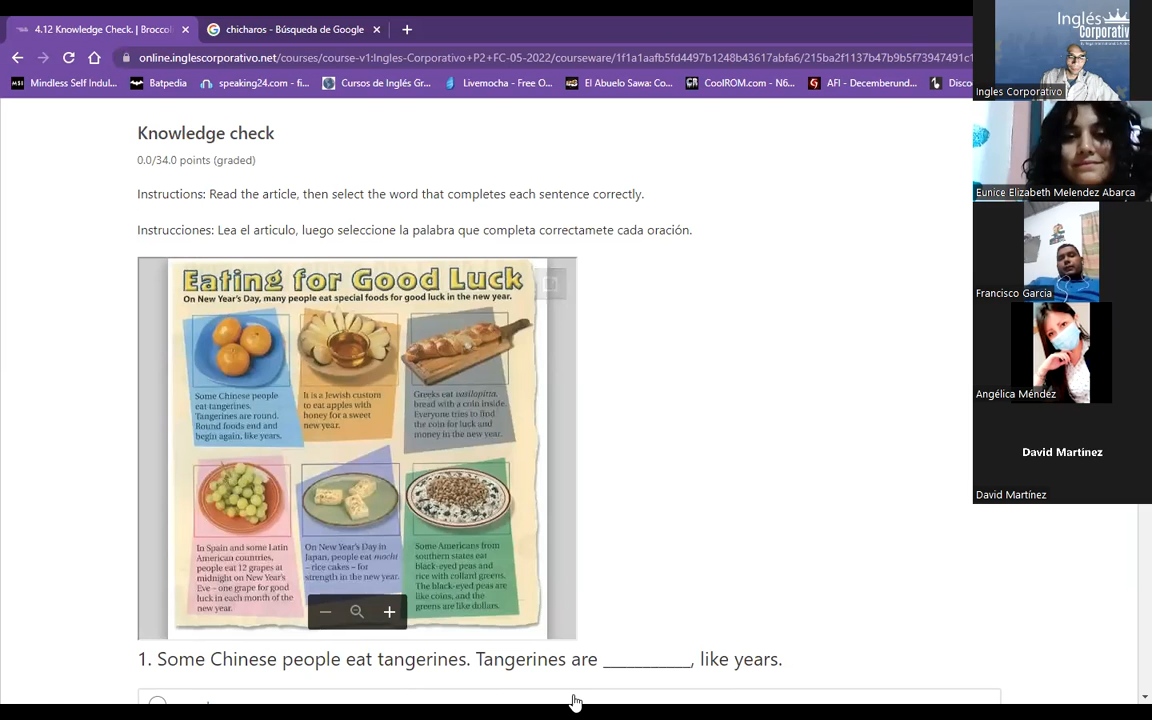 4.12 Knowledge Check. | Broccol
chicharos - Búsqueda de Google
online.inglescorporativo.net/courses/course-v1:Ingles-Corporativo+P2+FC-05-2022/courseware/1f1a1aafb5fd4497b1248b43617abfa6/215ba2f1137b47b9b5f73947491c1
Mindless Self Indul...
Batpedia
speaking24.com - fi...
Cursos de Inglés Gr...
Livemocha - Free O...
El Abuelo Sawa: Co...
CoolROM.com - N6...
AFI - Decemberund...
Disco
Knowledge check
0.0/34.0 points (graded)
Instructions: Read the article, then select the word that completes each sentence correctly.
Instrucciones: Lea el articulo, luego seleccione la palabra que completa correctamete cada oración.
Eating for Good Luck
On New Year's Day, many people eat special foods for good luck in the new year.
Some Chinese people
eat tangerines.
Tangerines are round.
Round foods end and
begin again, like years.
It is a Jewish custom
to eat apples with
honey for a sweet
new year.
Greeks eat vasilopitta,
bread with a coin inside.
Everyone tries to find
the coin for luck and
money in the new year.
In Spain and some Latin
American countries,
people eat 12 grapes at
midnight on New Year's
Eve – one grape for good
luck in each month of the
new year.
On New Year's Day in
Japan, people eat mochi
- rice cakes - for
strength in the new year.
Some Americans from
southern states eat
black-eyed peas and
rice with collard greens.
The black-eyed peas are
like coins, and the
greens are like dollars.
1. Some Chinese people eat tangerines. Tangerines are __________, like years.
Inglés
Corporativ
Ingles Corporativo
Eunice Elizabeth Melendez Abarca
Francisco Garcia
Angélica Méndez
David Martinez
David Martínez